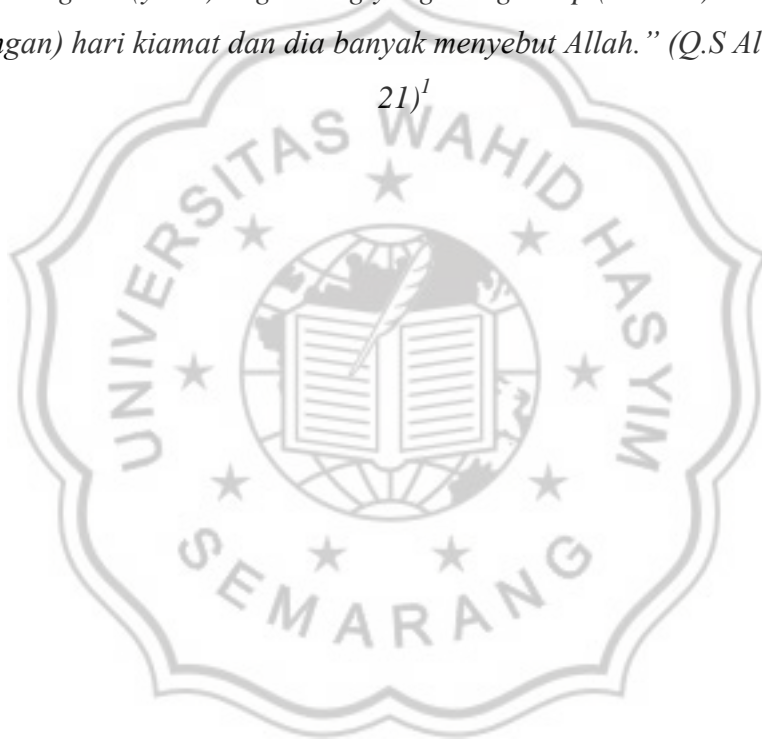 ngan) hari kiamat dan dia banyak menyebut Allah.” (Q.S Al
21)¹
UNIVERSITAS WAHID HASYIM
SEMARANG